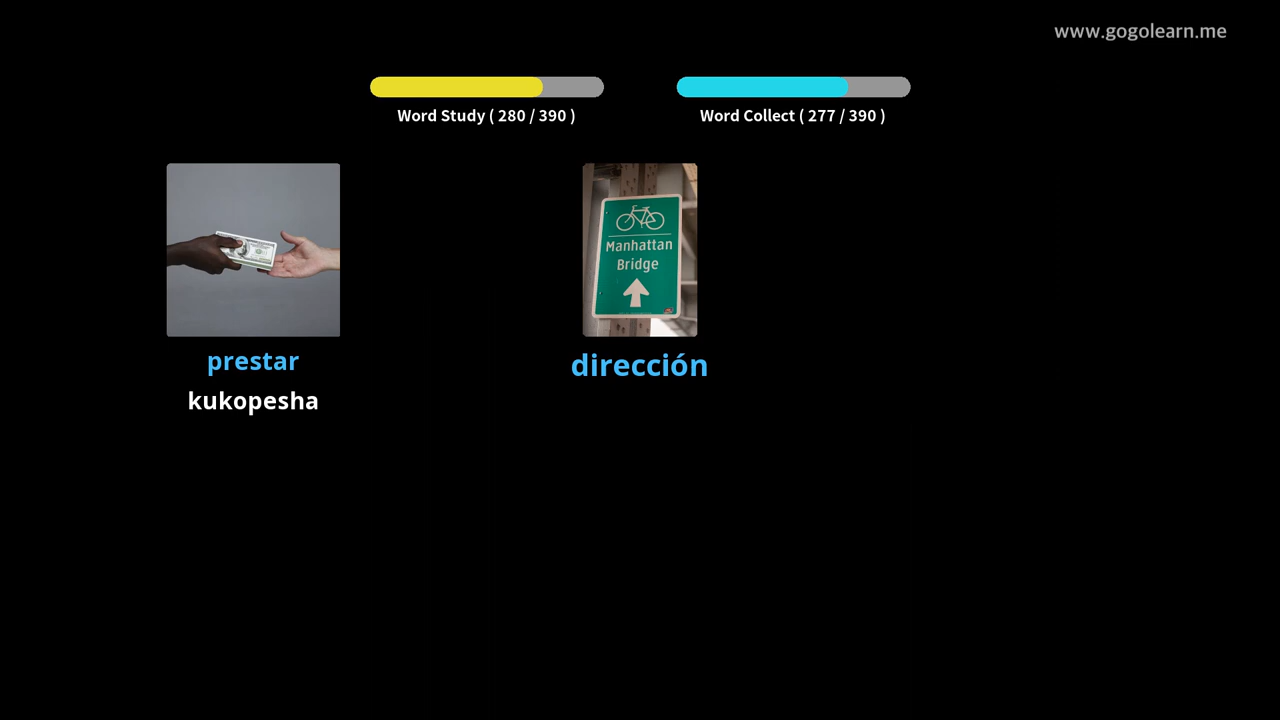 www.gogolearn.me
Word Study ( 280 / 390 )
Word Collect ( 277 / 390 )
Manhattan
Bridge
prestar
kukopesha
dirección